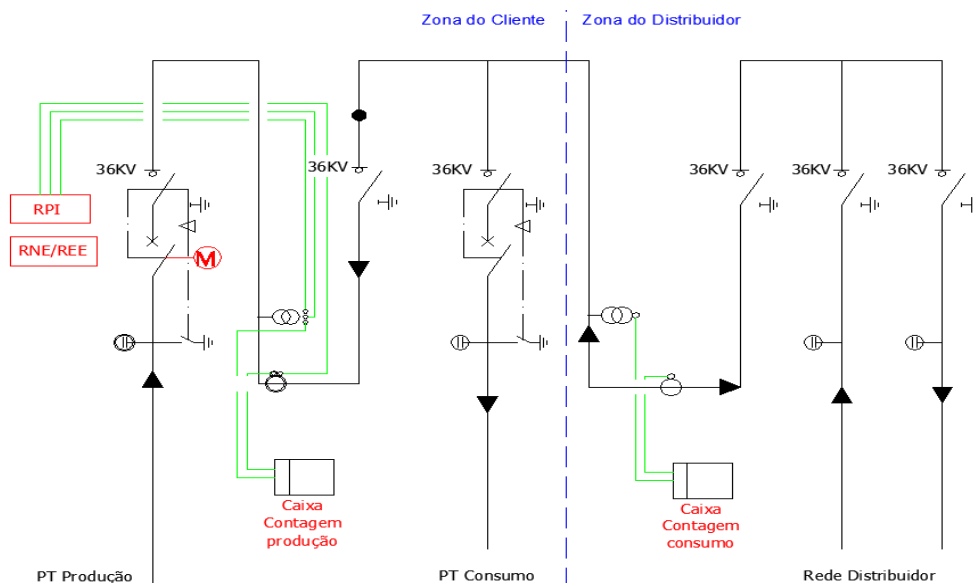 Zona do Cliente
Zona do Distribuidor
36KV
36KV
36KV
36KV
36KV
36KV
RPI
RNE/REE
M
Caixa
Contagem
produção
Caixa
Contagem
consumo
PT Produção
PT Consumo
Rede Distribuidor